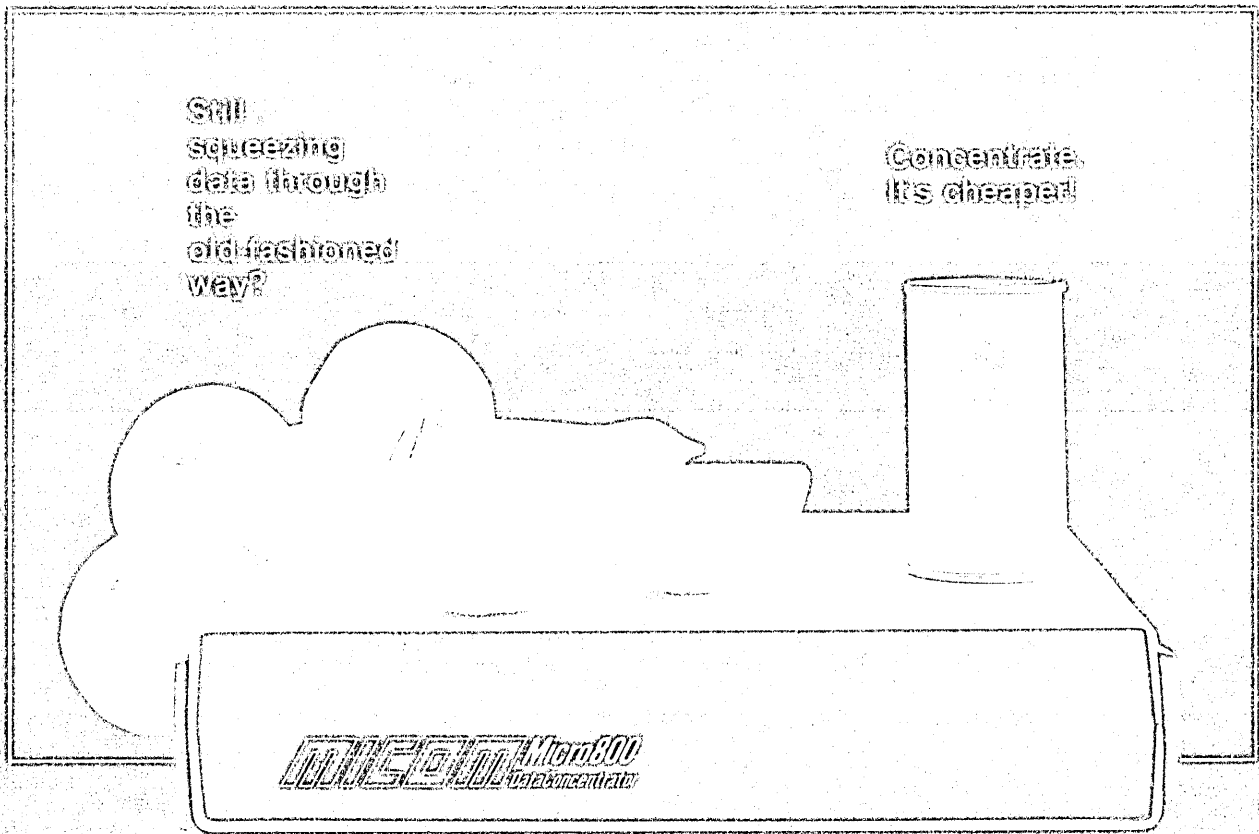 Still
squeezing
data through
the
old-fashioned
way?
Concentrate.
It's cheaper!
MICOM Micro800
DataConcentrator